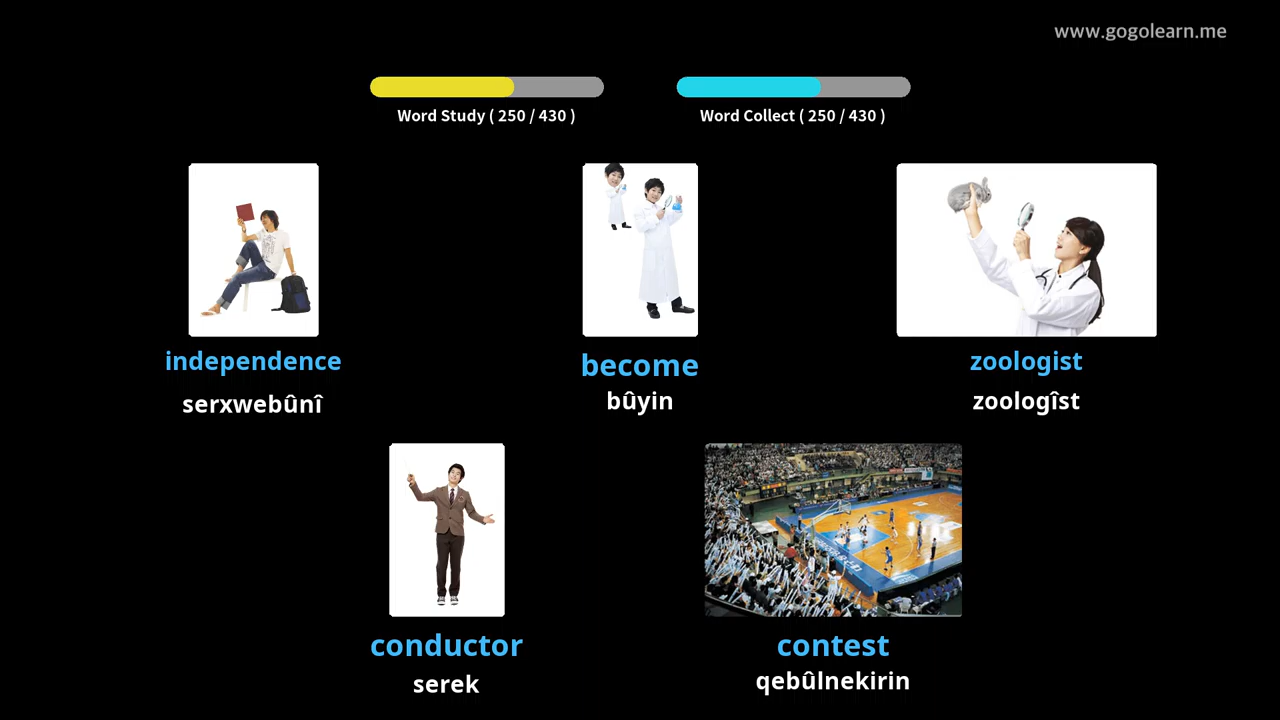 www.gogolearn.me
Word Study ( 250 / 430 )
Word Collect ( 250 / 430 )
independence
serxwebûnî
become
bûyin
zoologist
zoologîst
conductor
serek
contest
qebûlnekirin